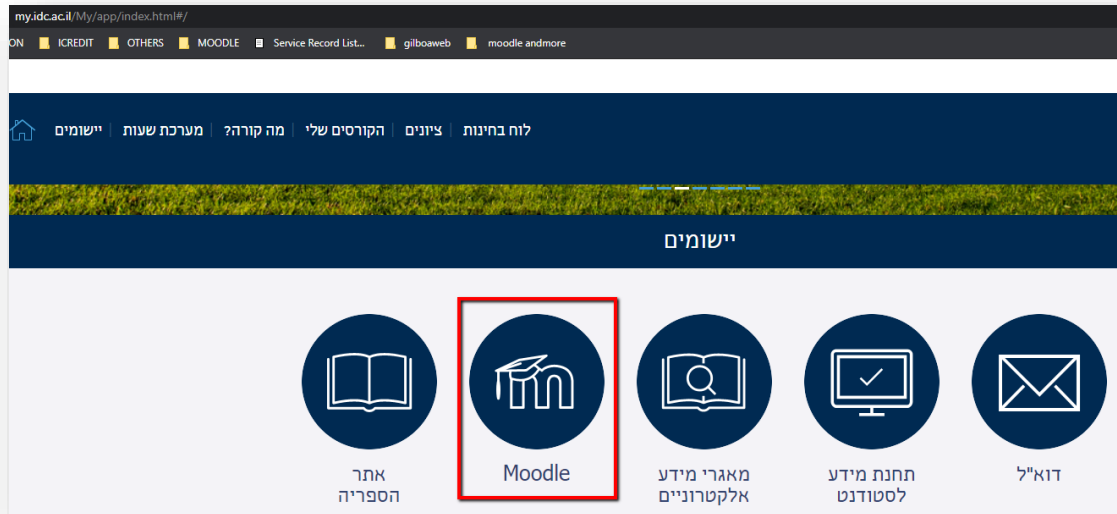 my.idc.ac.il/My/app/index.html#/
ON ICREDIT OTHERS MOODLE Service Record List... gilboaweb moodle andmore
יישומים | מערכת שעות | מה קורה? | הקורסים שלי | ציונים | לוח בחינות
יישומים
דוא"ל
תחנת מידע
לסטודנט
מאגרי מידע
אלקטרוניים
Moodle
אתר
הספריה